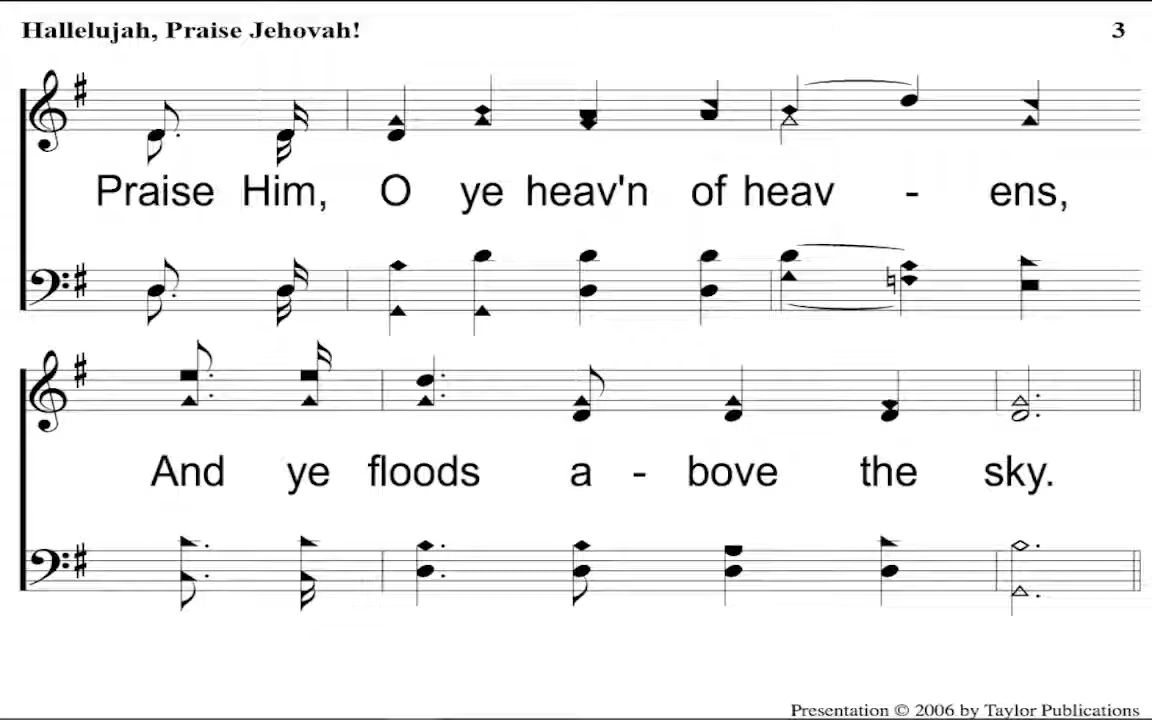 Hallelujah, Praise Jehovah! 3
Praise Him, O ye heav'n of heav - ens,
And ye floods a - bove the sky.
Presentation © 2006 by Taylor Publications